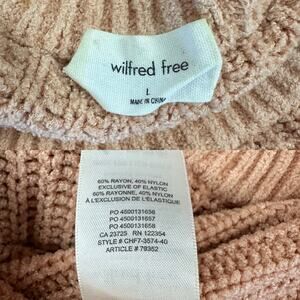 wilfred free
L
MADE IN CHINA
60% RAYON, 40% NYLON
EXCLUSIVE OF ELASTIC
60% RAYONNE, 40% NYLON
À L'EXCLUSION DE L'ÉLASTIQUE
PO 4500131656
PO 4500131657
PO 4500131658
CA 23725 RN 122354
STYLE # CHF7-3574-40
ARTICLE # 79352